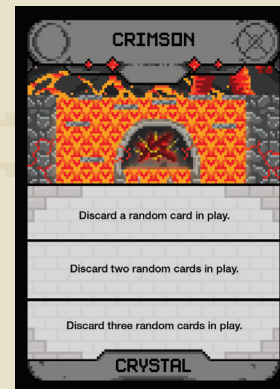 CRIMSON
Discard a random card in play.
Discard two random cards in play.
Discard three random cards in play.
CRYSTAL